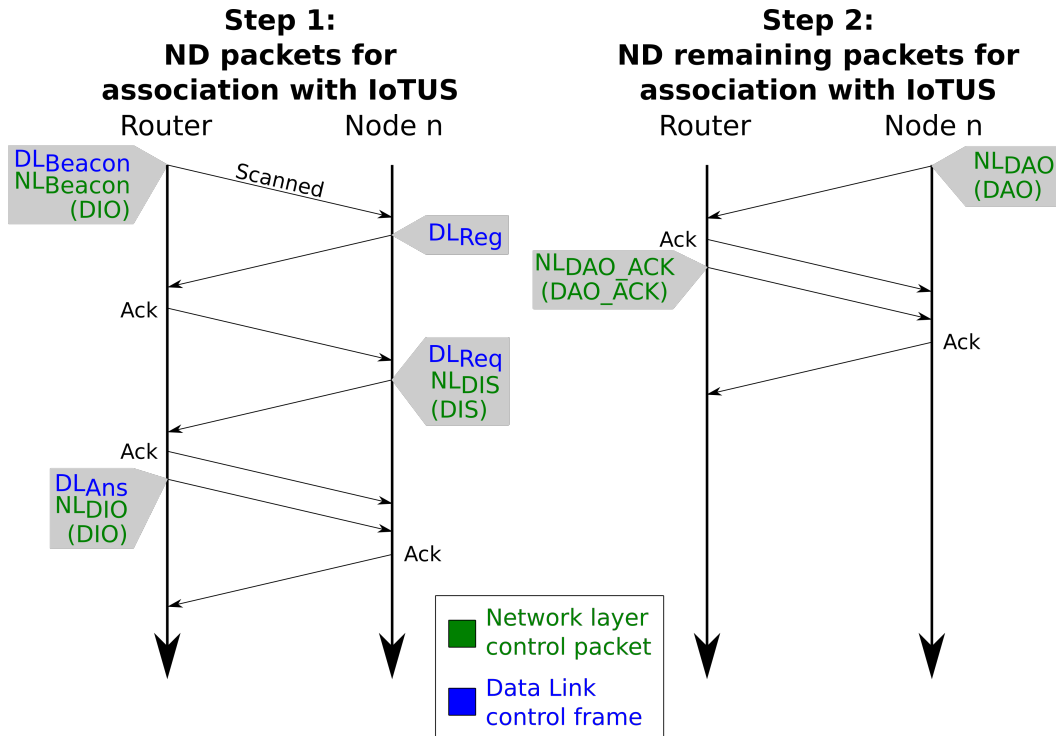 Step 1:
ND packets for
association with IoTUS
Router
Node n
DLBeacon
NLBeacon
(DIO)
Scanned
DLReg
Ack
DLReq
NLDIS
(DIS)
Ack
DLAns
NLDIO
(DIO)
Ack
Step 2:
ND remaining packets for
association with IoTUS
Router
Node n
NLDAO
(DAO)
Ack
NLDAO_ACK
(DAO_ACK)
Ack
Network layer
control packet
Data Link
control frame